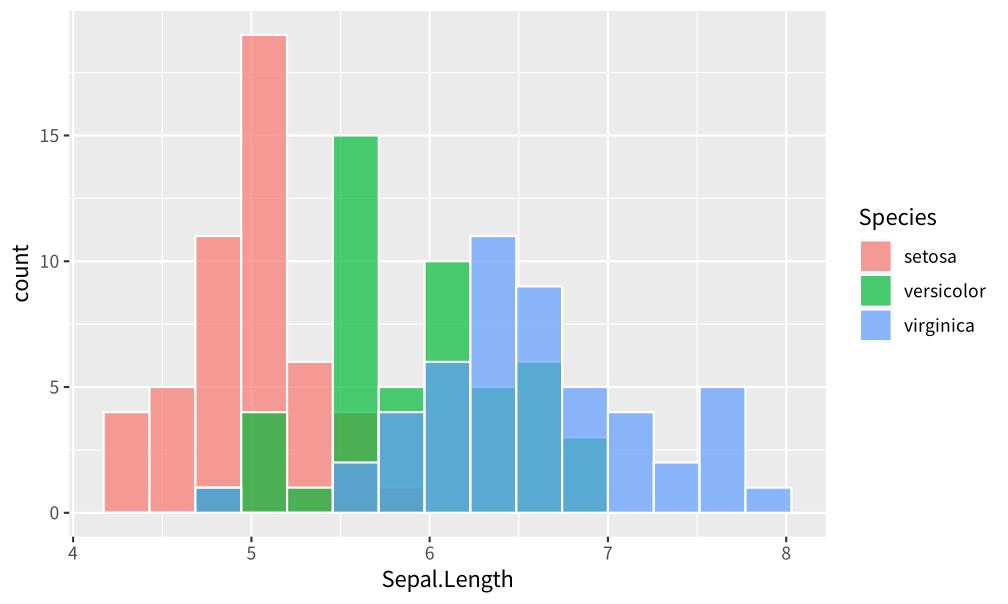 15
10
5
0
count
4 5 6 7 8
Sepal.Length
Species
setosa
versicolor
virginica